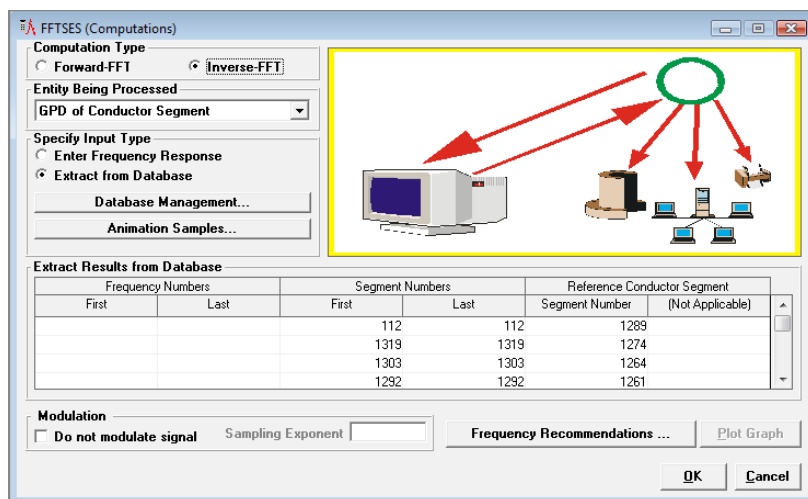 FFTSES (Computations)
Computation Type
Forward-FFT Inverse-FFT
Entity Being Processed
GPD of Conductor Segment
Specify Input Type
Enter Frequency Response
Extract from Database
Database Management...
Animation Samples...
Extract Results from Database
Frequency Numbers Segment Numbers Reference Conductor Segment
First Last First Last Segment Number (Not Applicable)
112 112 1289
1319 1319 1274
1303 1303 1264
1292 1292 1261
Modulation
Do not modulate signal Sampling Exponent Frequency Recommendations ... Plot Graph
OK Cancel